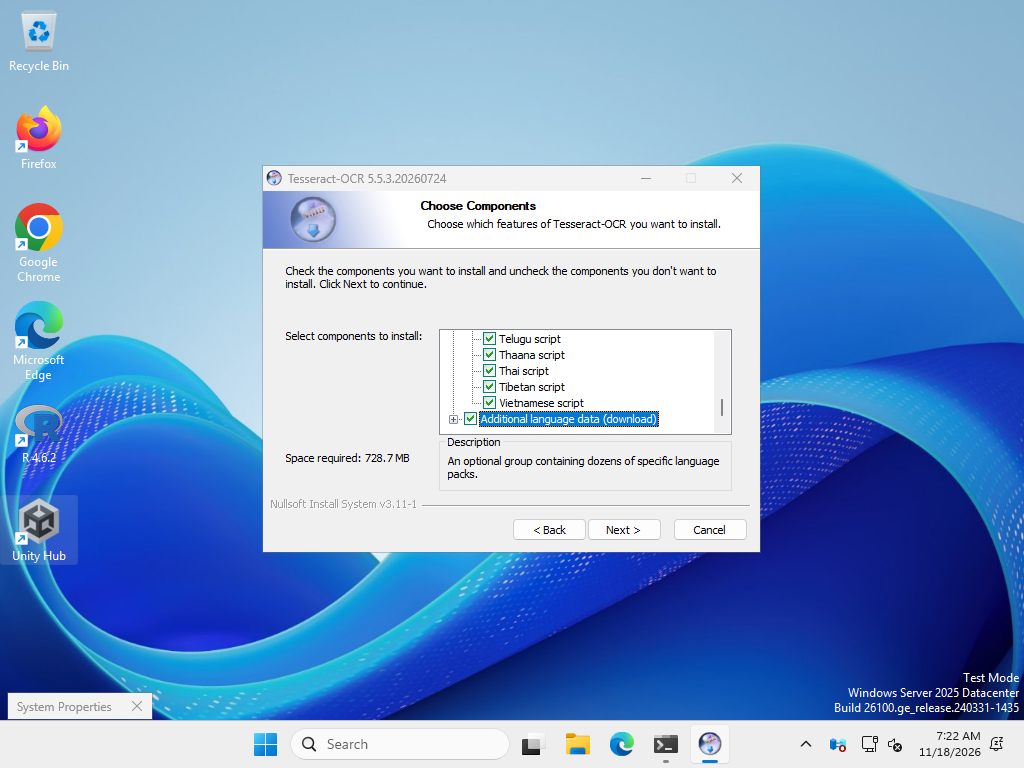 Recycle Bin
Firefox
Google
Chrome
Microsoft
Edge
R 4.6.2
Unity Hub
Tesseract-OCR 5.5.3.20260724
Choose Components
Choose which features of Tesseract-OCR you want to install.
Check the components you want to install and uncheck the components you don't want to
install. Click Next to continue.
Select components to install:
Telugu script
Thaana script
Thai script
Tibetan script
Vietnamese script
Additional language data (download)
Space required: 728.7 MB
Description
An optional group containing dozens of specific language
packs.
Nullsoft Install System v3.11-1
< Back
Next >
Cancel
Test Mode
Windows Server 2025 Datacenter
Build 26100.ge_release.240331-1435
System Properties
Search
7:22 AM
11/18/2026